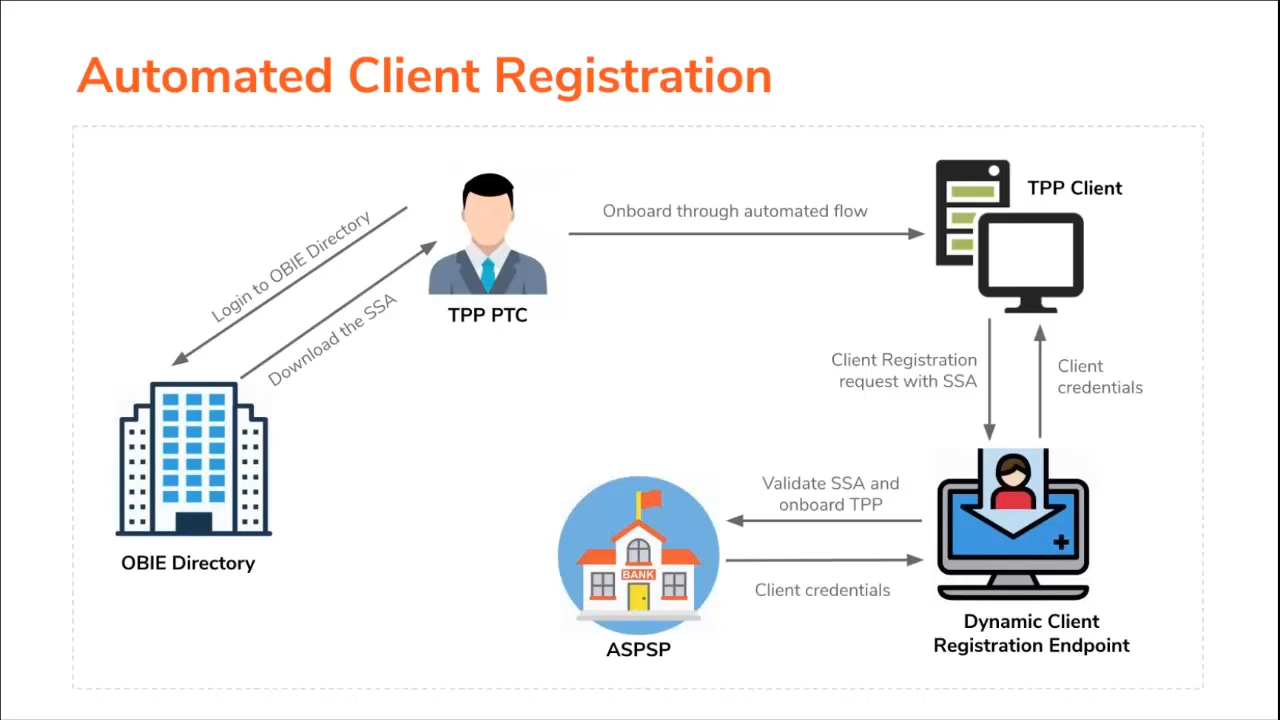 Automated Client Registration
TPP Client
Onboard through automated flow
Login to OBIE Directory
Download the SSA
TPP PTC
Client Registration
request with SSA
Client
credentials
Validate SSA and
onboard TPP
BANK
Client credentials
OBIE Directory
ASPSP
Dynamic Client
Registration Endpoint